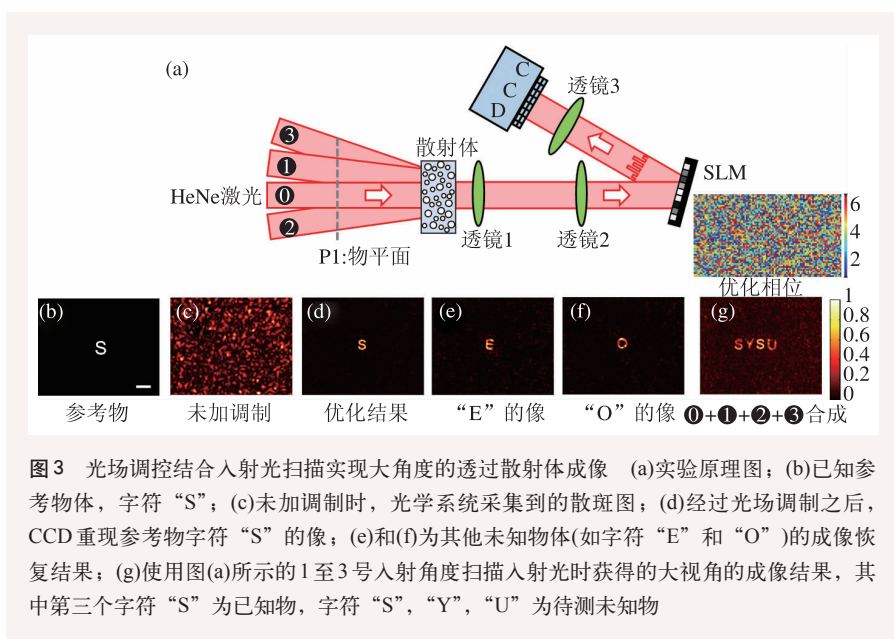 (a)
C
C
D
透镜3
散射体
❸
❶
HeNe激光
⓿
❷
SLM
P1:物平面
透镜1
透镜2
6
4
2
优化相位
(b)
(c)
(d)
(e)
(f)
(g)
S
S
E
O
SYSU
1
0.8
0.6
0.4
0.2
0
参考物
未加调制
优化结果
“E”的像
“O”的像
⓿+❶+❷+❸合成
图3 光场调控结合入射光扫描实现大角度的透过散射体成像 (a)实验原理图；(b)已知参
考物体，字符“S”；(c)未加调制时，光学系统采集到的散斑图；(d)经过光场调制之后，
CCD重现参考物字符“S”的像；(e)和(f)为其他未知物体(如字符“E”和“O”)的成像恢
复结果；(g)使用图(a)所示的1至3号入射角度扫描入射光时获得的大视角的成像结果，其
中第三个字符“S”为已知物，字符“S”，“Y”，“U”为待测未知物